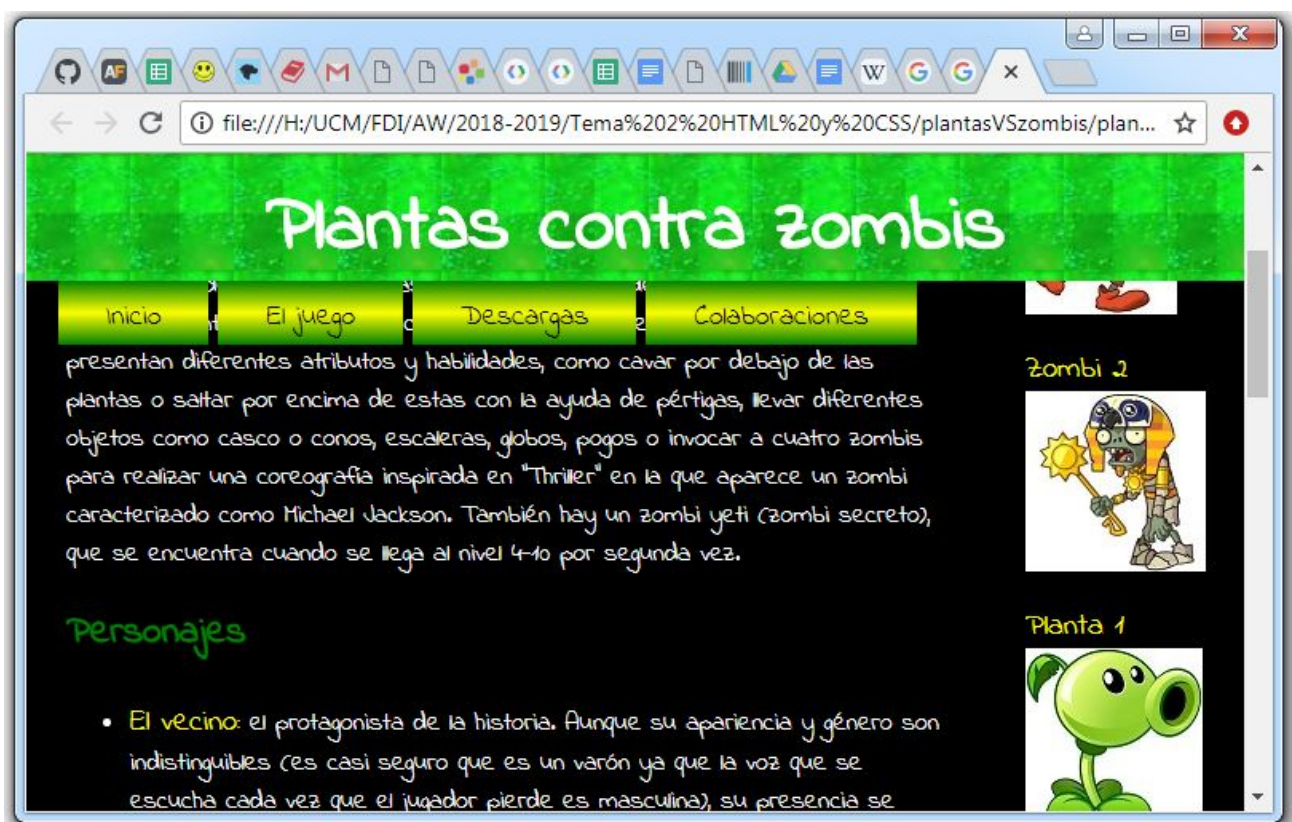 file:///H:/UCM/FDI/AW/2018-2019/Tema%202%20HTML%20y%20CSS/plantasVSzombis/plan...
Plantas contra zombis
Inicio
El juego
Descargas
Colaboraciones
presentan diferentes atributos y habilidades, como cavar por debajo de las
plantas o saltar por encima de estas con la ayuda de pértigas, llevar diferentes
objetos como casco o conos, escaleras, globos, pogos o invocar a cuatro zombis
para realizar una coreografía inspirada en "Thriller" en la que aparece un zombi
caracterizado como Michael Jackson. También hay un zombi yeti (zombi secreto),
que se encuentra cuando se llega al nivel 4-10 por segunda vez.
Personajes
• El vecino: el protagonista de la historia. Aunque su apariencia y género son
indistinguibles (es casi seguro que es un varón ya que la voz que se
escucha cada vez que el jugador pierde es masculina), su presencia se
Zombi 2
Planta 1